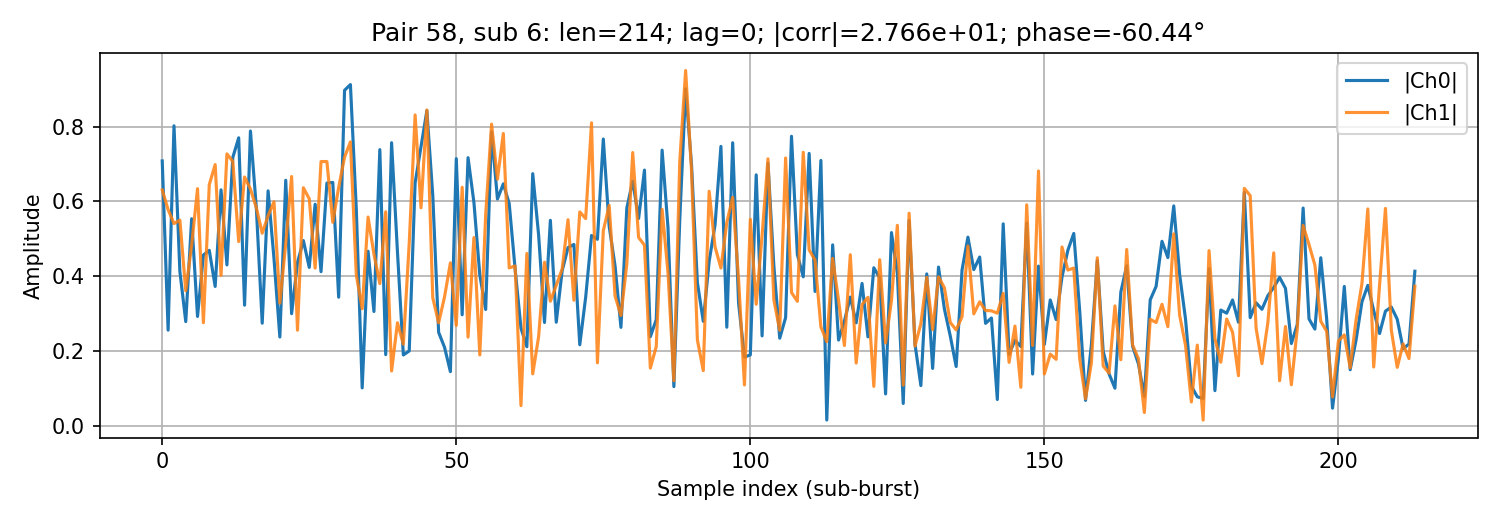 Pair 58, sub 6: len=214; lag=0; |corr|=2.766e+01; phase=-60.44°
|Ch0|
|Ch1|
Amplitude
0.8
0.6
0.4
0.2
0.0
0
50
100
150
200
Sample index (sub-burst)